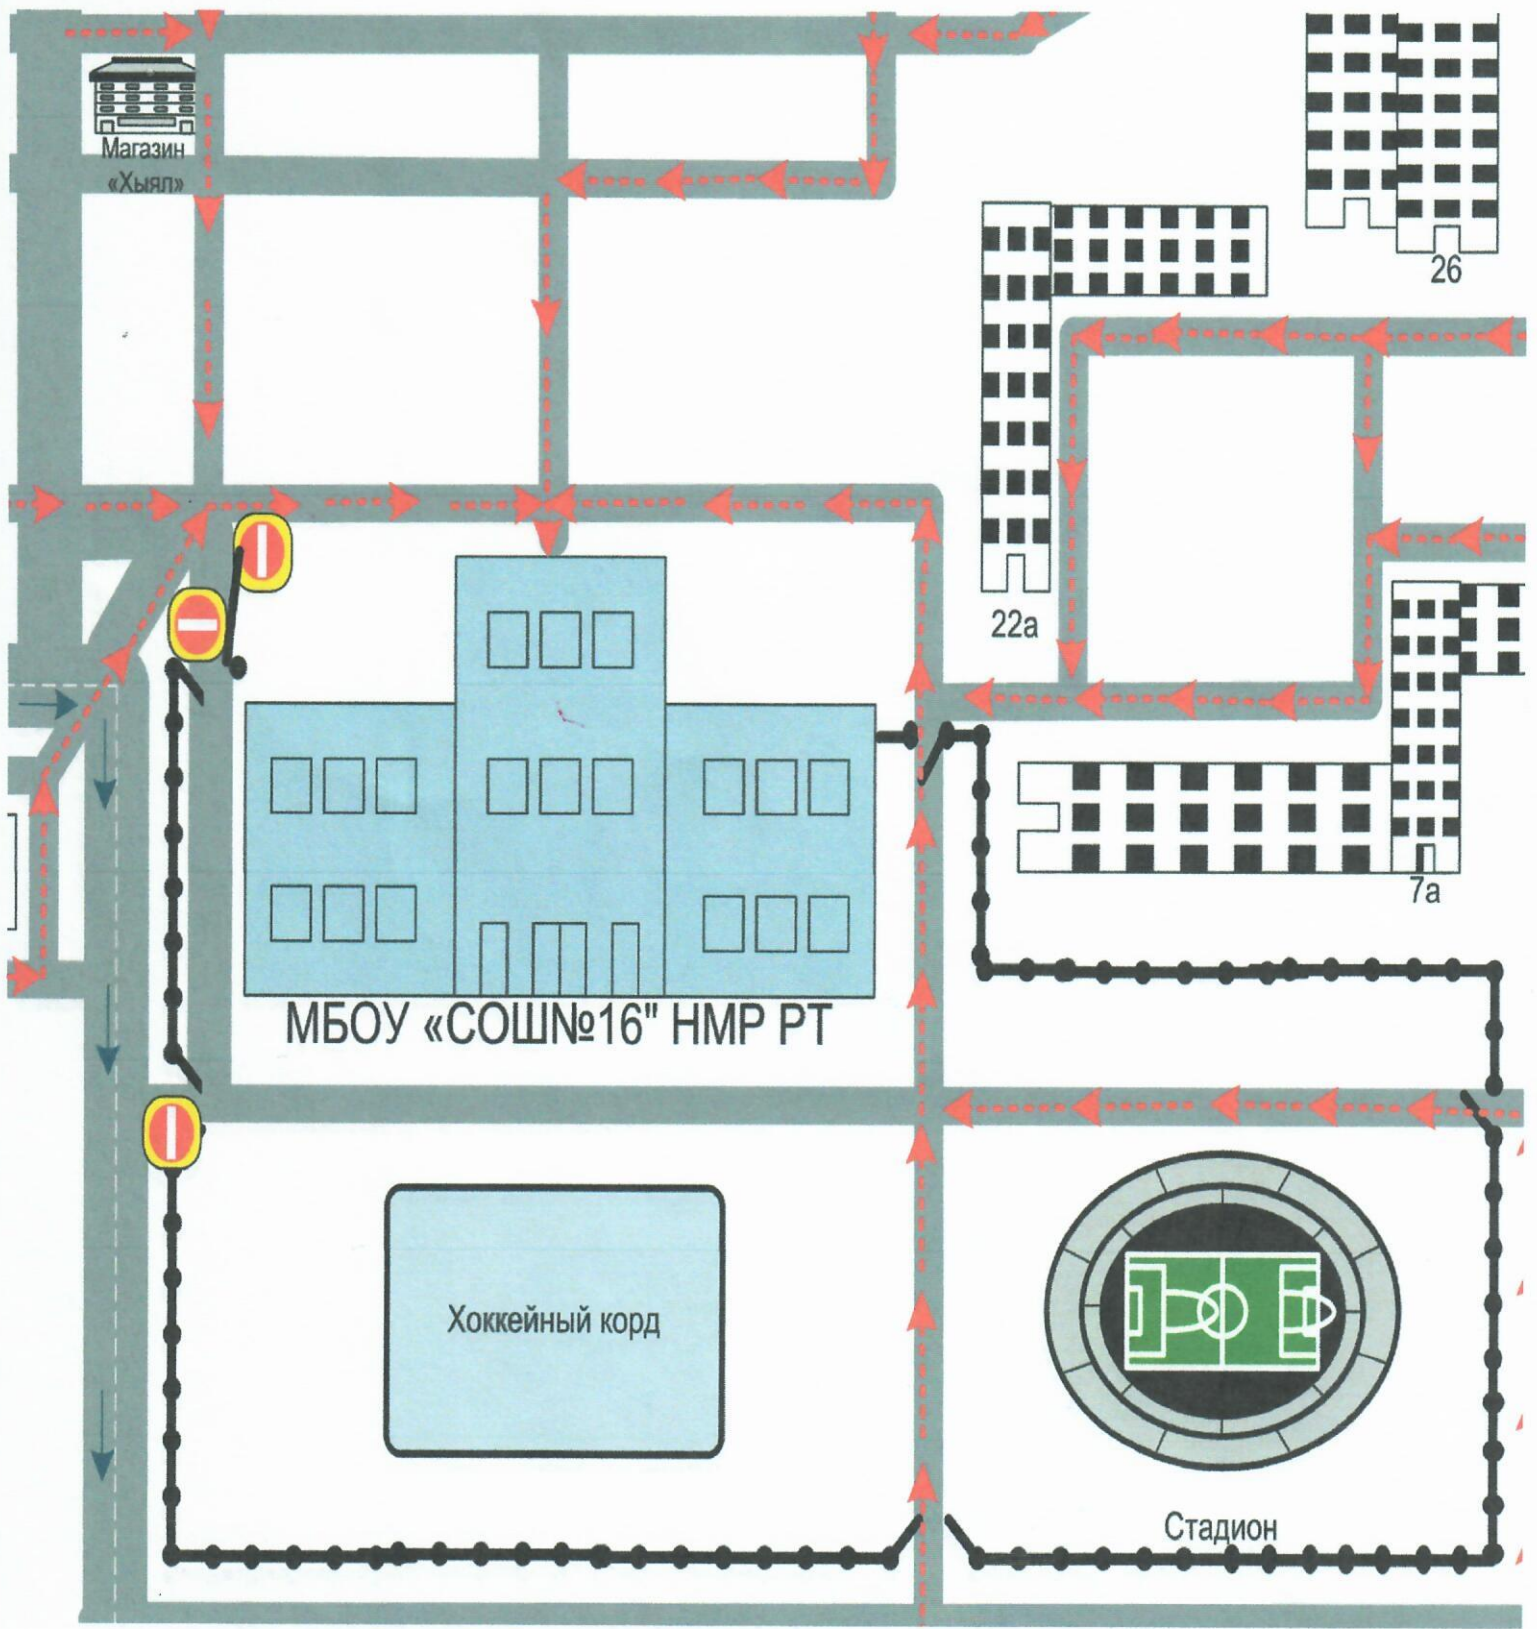 Магазин
«Хыял»
26
22а
7а
МБОУ «СОШ№16" НМР РТ
Хоккейный корд
Стадион